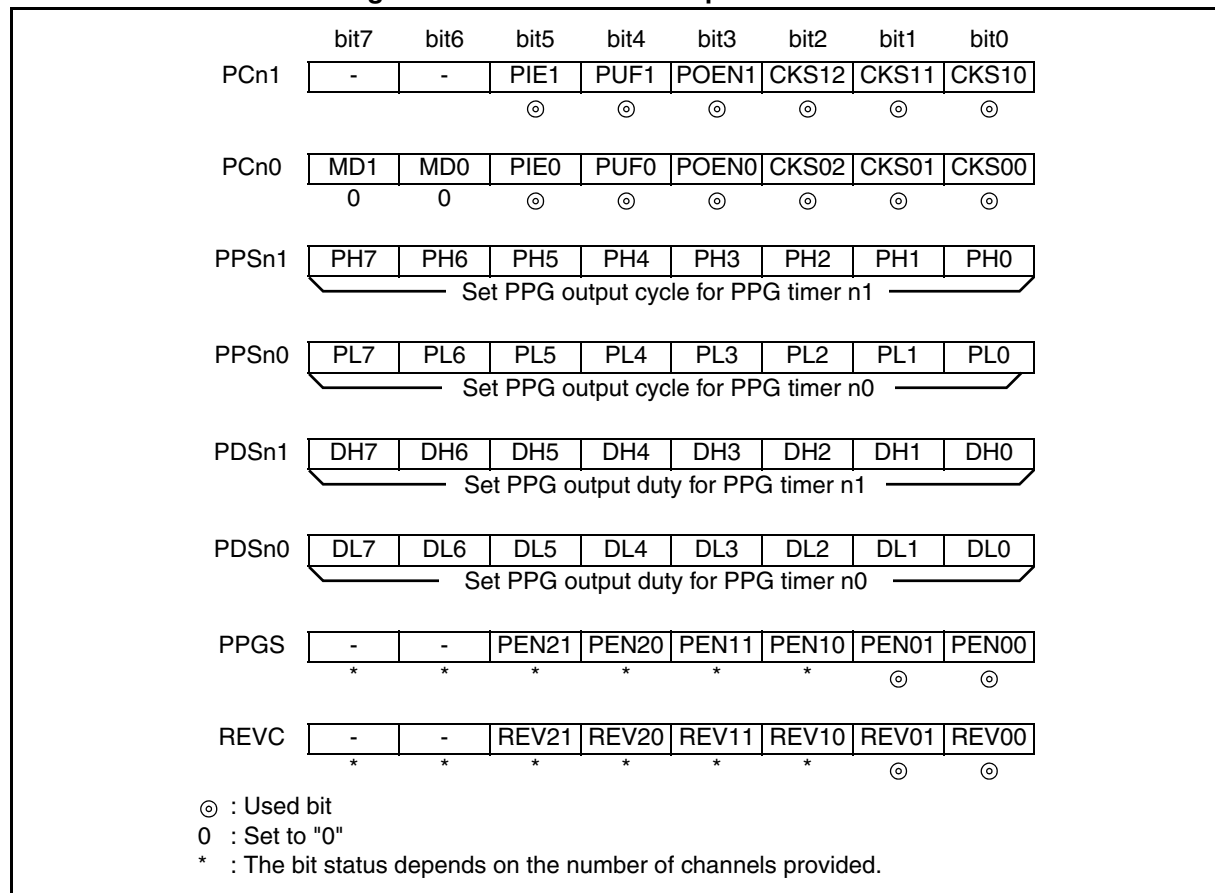 bit7 bit6 bit5 bit4 bit3 bit2 bit1 bit0
PCn1 - - PIE1 PUF1 POEN1 CKS12 CKS11 CKS10
◎ ◎ ◎ ◎ ◎ ◎
PCn0 MD1 MD0 PIE0 PUF0 POEN0 CKS02 CKS01 CKS00
0 0 ◎ ◎ ◎ ◎ ◎ ◎
PPSn1 PH7 PH6 PH5 PH4 PH3 PH2 PH1 PH0
Set PPG output cycle for PPG timer n1
PPSn0 PL7 PL6 PL5 PL4 PL3 PL2 PL1 PL0
Set PPG output cycle for PPG timer n0
PDSn1 DH7 DH6 DH5 DH4 DH3 DH2 DH1 DH0
Set PPG output duty for PPG timer n1
PDSn0 DL7 DL6 DL5 DL4 DL3 DL2 DL1 DL0
Set PPG output duty for PPG timer n0
PPGS - - PEN21 PEN20 PEN11 PEN10 PEN01 PEN00
* * * * * * ◎ ◎
REVC - - REV21 REV20 REV11 REV10 REV01 REV00
* * * * * * ◎ ◎
◎ : Used bit
0 : Set to "0"
* : The bit status depends on the number of channels provided.